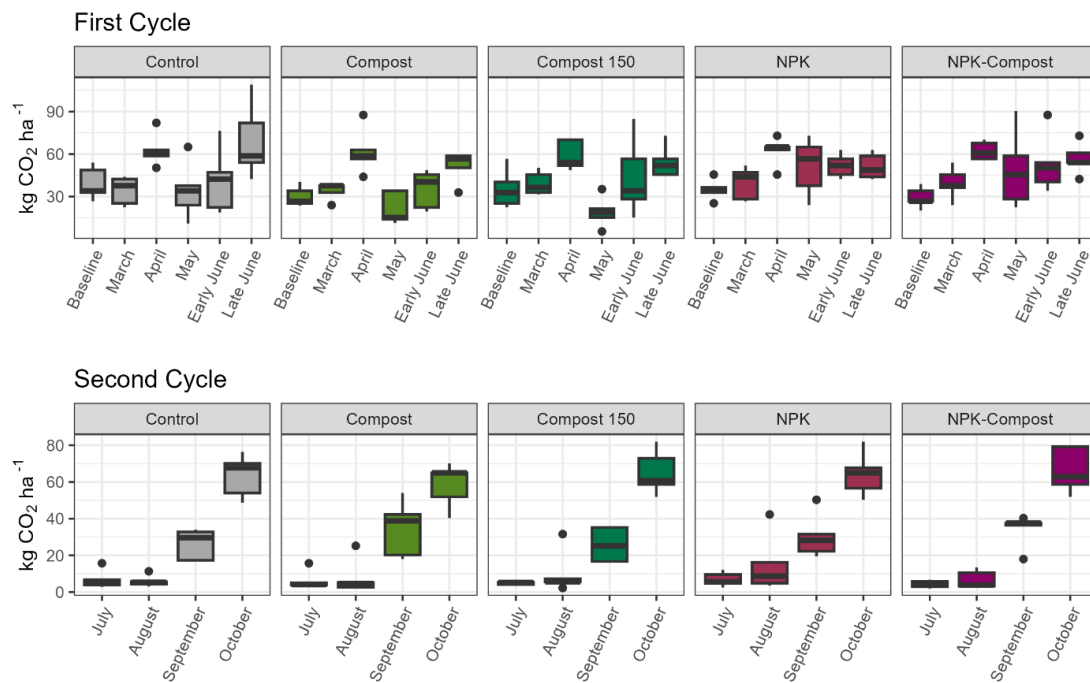 First Cycle
Control Compost Compost 150 NPK NPK-Compost
kg CO₂ ha⁻¹
90
60
30
Baseline March April May Early June Late June Baseline March April May Early June Late June Baseline March April May Early June Late June Baseline March April May Early June Late June Baseline March April May Early June Late June
Second Cycle
Control Compost Compost 150 NPK NPK-Compost
kg CO₂ ha⁻¹
80
60
40
20
0
July August September October July August September October July August September October July August September October July August September October